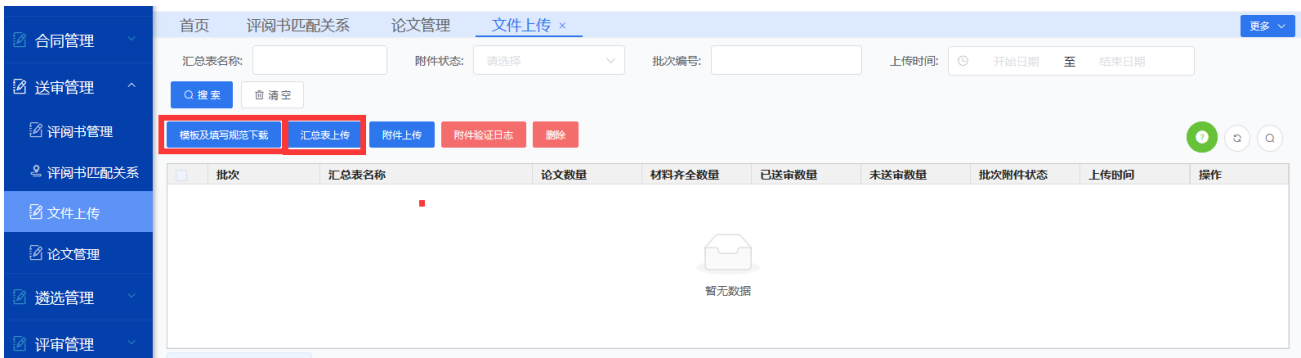 合同管理
送审管理
评阅书管理
评阅书匹配关系
文件上传
论文管理
遴选管理
评审管理
首页 评阅书匹配关系 论文管理 文件上传 × 更多
汇总表名称: 附件状态: 请选择 批次编号: 上传时间: 开始日期 至 结束日期
搜索 清空
模板及填写规范下载 汇总表上传 附件上传 附件验证日志 删除
批次 汇总表名称 论文数量 材料齐全数量 已送审数量 未送审数量 批次附件状态 上传时间 操作
暂无数据